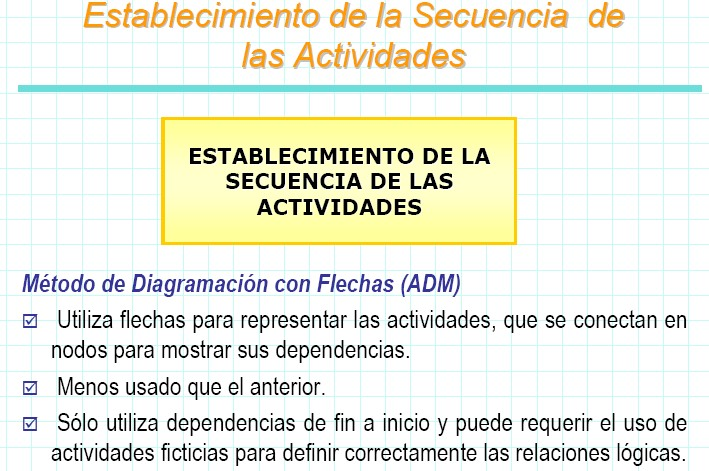 Establecimiento de la Secuencia de
las Actividades
ESTABLECIMIENTO DE LA
SECUENCIA DE LAS
ACTIVIDADES
Método de Diagramación con Flechas (ADM)
Utiliza flechas para representar las actividades, que se conectan en
nodos para mostrar sus dependencias.
Menos usado que el anterior.
Sólo utiliza dependencias de fin a inicio y puede requerir el uso de
actividades ficticias para definir correctamente las relaciones lógicas.